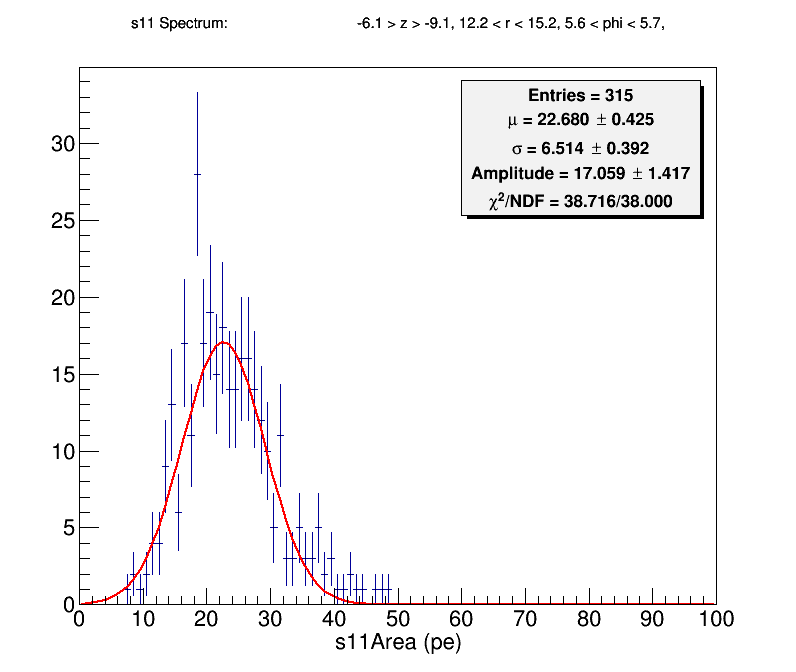 s11 Spectrum: -6.1 > z > -9.1, 12.2 < r < 15.2, 5.6 < phi < 5.7,
Entries = 315
μ = 22.680 ± 0.425
σ = 6.514 ± 0.392
Amplitude = 17.059 ± 1.417
χ²/NDF = 38.716/38.000
30
25
20
15
10
5
0
0 10 20 30 40 50 60 70 80 90 100
s11Area (pe)